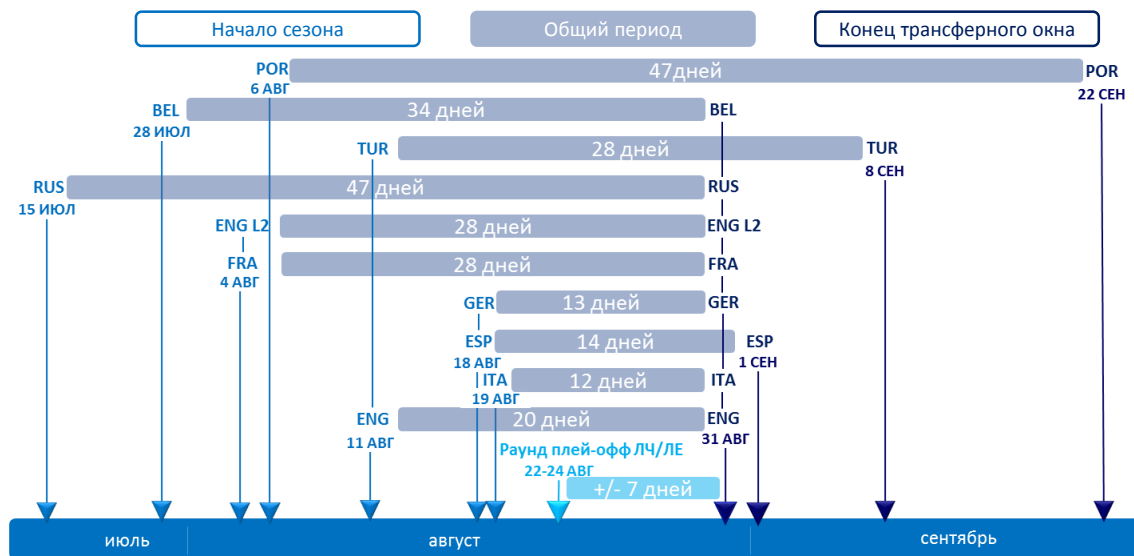 Начало сезона
Общий период
Конец трансферного окна
POR
6 АВГ
47дней
POR
22 СЕН
BEL
28 ИЮЛ
34 дней
BEL
TUR
28 дней
TUR
8 СЕН
RUS
15 ИЮЛ
47 дней
RUS
ENG L2
28 дней
ENG L2
FRA
4 АВГ
28 дней
FRA
GER
13 дней
GER
ESP
18 АВГ
14 дней
ESP
1 СЕН
ITA
19 АВГ
12 дней
ITA
ENG
11 АВГ
20 дней
ENG
31 АВГ
Раунд плей-офф ЛЧ/ЛЕ
22-24 АВГ
+/- 7 дней
июль
август
сентябрь